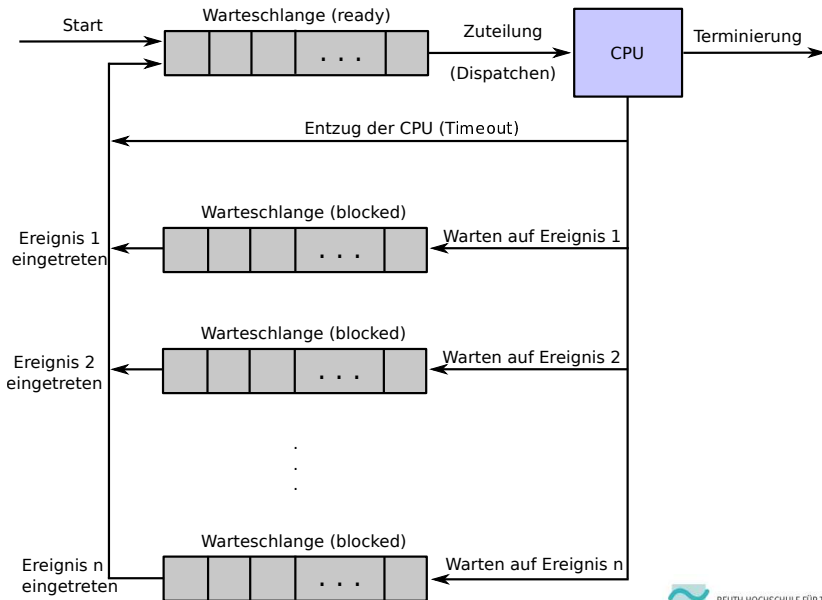 Warteschlange (ready)
Start
. . .
Zuteilung
(Dispatchen)
CPU
Terminierung
Entzug der CPU (Timeout)
Warteschlange (blocked)
Ereignis 1
eingetreten
. . .
Warten auf Ereignis 1
Warteschlange (blocked)
Ereignis 2
eingetreten
. . .
Warten auf Ereignis 2
.
.
.
Warteschlange (blocked)
Ereignis n
eingetreten
. . .
Warten auf Ereignis n